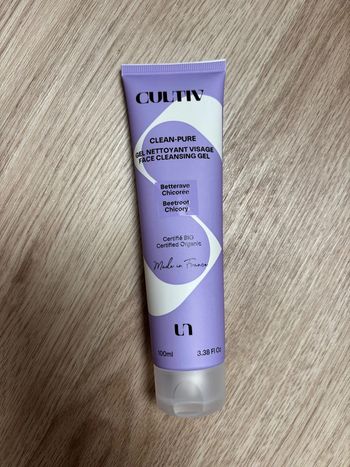 CULTIV
CLEAN-PURE
GEL NETTOYANT VISAGE
FACE CLEANSING GEL
Betterave
Chicorée
Beetroot
Chicory
Certifié BIO
Certified Organic
Made in France
100ml 3.38 Fl Oz